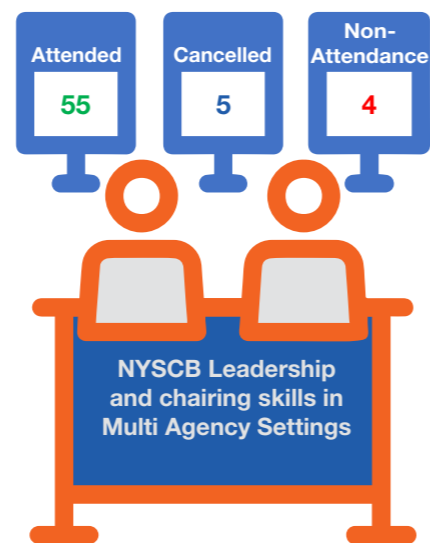 Attended
55
Cancelled
5
Non-
Attendance
4
NYSCB Leadership
and chairing skills in
Multi Agency Settings